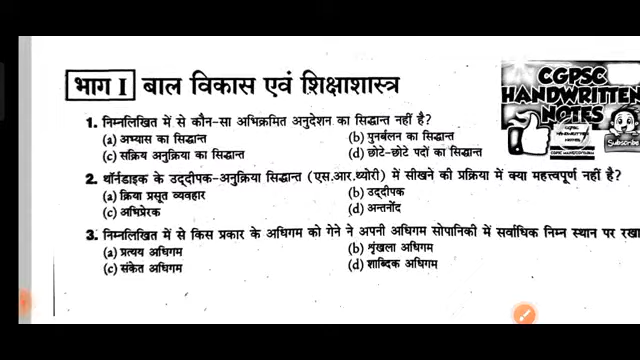 भाग I बाल विकास एवं शिक्षाशास्त्र
CGPSC
HANDWRITTEN
NOTES
Subscribe
1. निम्नलिखित में से कौन-सा अभिक्रमित अनुदेशन का सिद्धान्त नहीं है?
(a) अभ्यास का सिद्धान्त (b) पुनर्बलन का सिद्धान्त
(c) सक्रिय अनुक्रिया का सिद्धान्त (d) छोटे-छोटे पदों का सिद्धान्त
2. थॉर्नडाइक के उद्दीपक-अनुक्रिया सिद्धान्त (एस.आर.थ्योरी) में सीखने की प्रक्रिया में क्या महत्त्वपूर्ण नहीं है?
(a) क्रिया प्रसूत व्यवहार (b) उद्दीपक
(c) अभिप्रेरक (d) अन्तर्नोद
3. निम्नलिखित में से किस प्रकार के अधिगम को गेने ने अपनी अधिगम सोपानिकी में सर्वाधिक निम्न स्थान पर रखा
(a) प्रत्यय अधिगम (b) शृंखला अधिगम
(c) संकेत अधिगम (d) शाब्दिक अधिगम